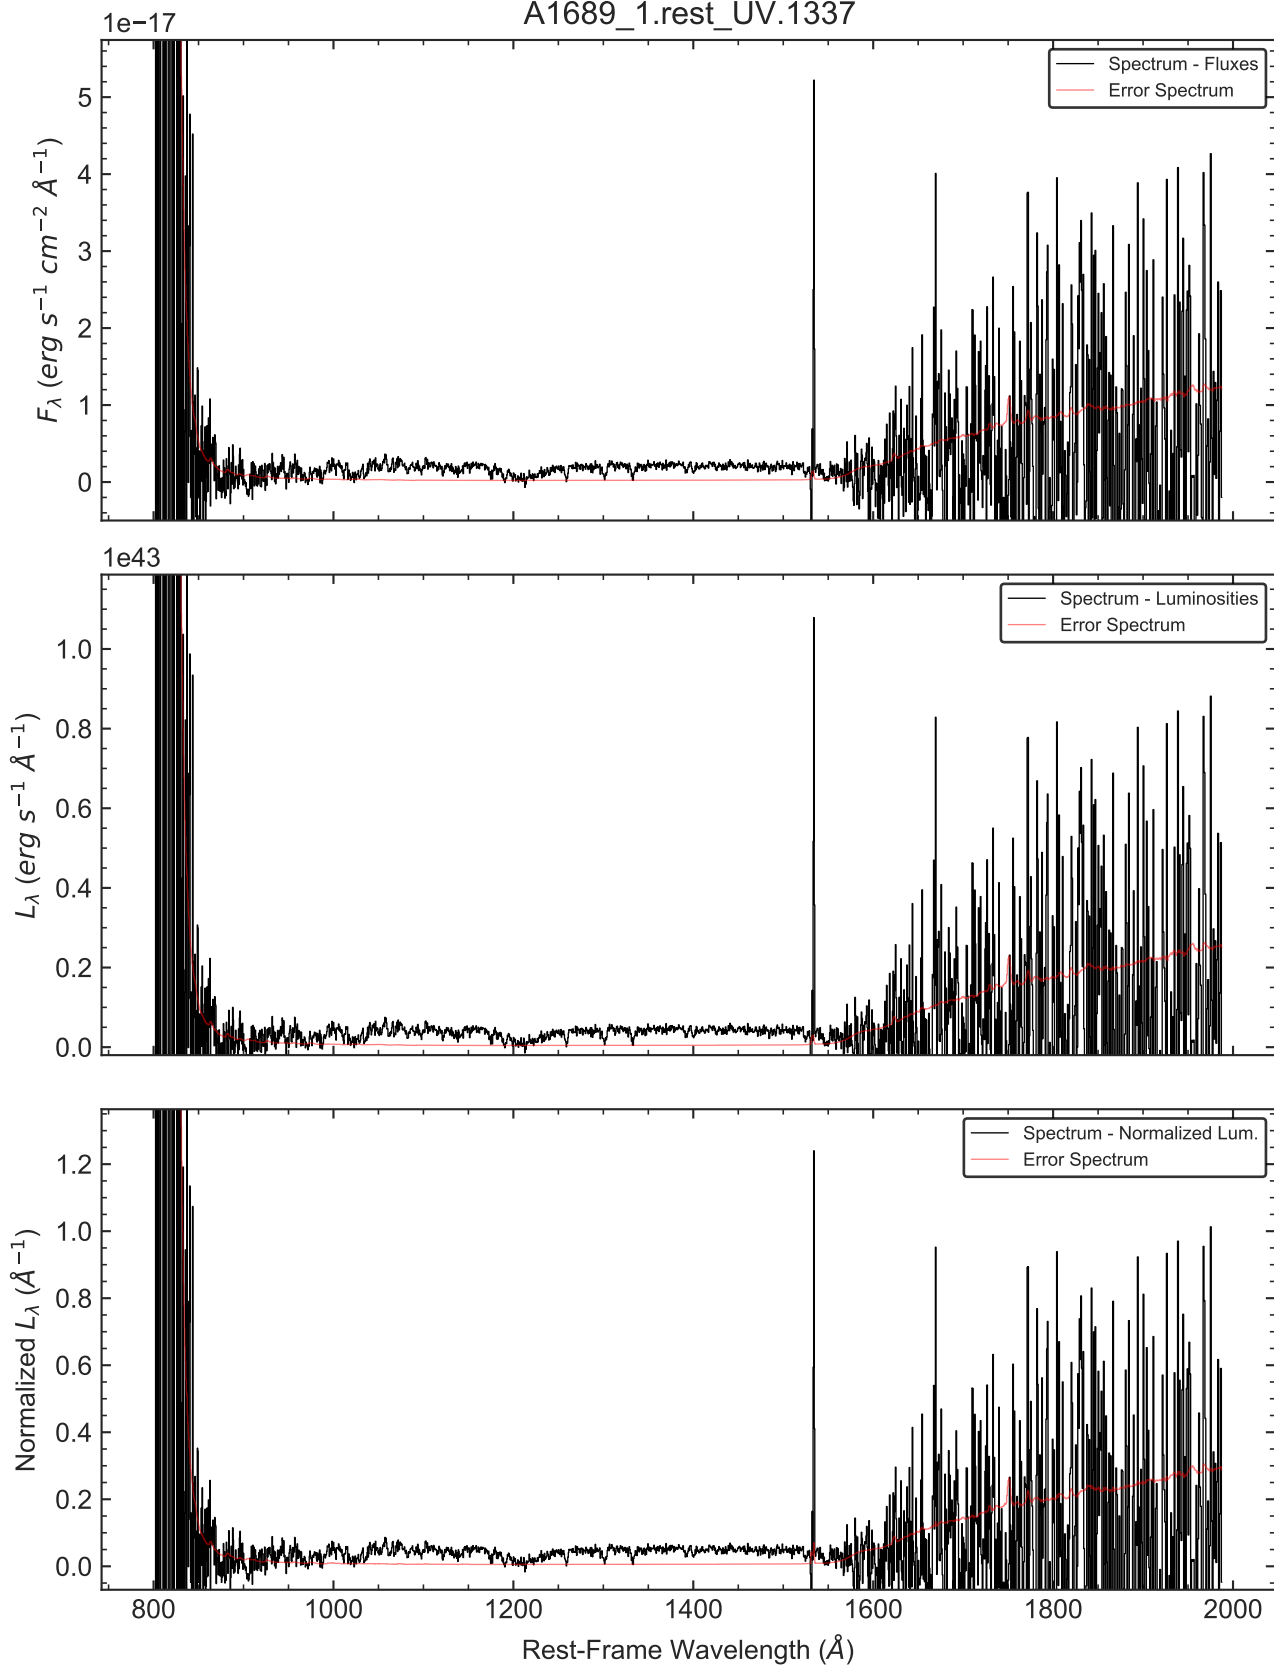 A1689_1.rest_UV.1337
1e−17
Spectrum - Fluxes
Error Spectrum
5
4
3
2
1
0
Fλ (erg s⁻¹ cm⁻² Å⁻¹)
1e43
Spectrum - Luminosities
Error Spectrum
1.0
0.8
0.6
0.4
0.2
0.0
Lλ (erg s⁻¹ Å⁻¹)
Spectrum - Normalized Lum.
Error Spectrum
1.2
1.0
0.8
0.6
0.4
0.2
0.0
Normalized Lλ (Å⁻¹)
800 1000 1200 1400 1600 1800 2000
Rest-Frame Wavelength (Å)